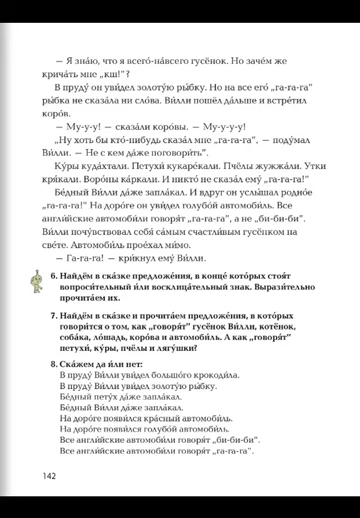 — Я зна́ю, что я всего́-на́всего гусёнок. Но заче́м же
крича́ть мне „кш!"?
В пруду́ он уви́дел золоту́ю ры́бку. Но на все его́ „га-га-га"
ры́бка не сказа́ла ни сло́ва. Ви́лли пошёл да́льше и встре́тил
коро́в.
— Му-у-у! — сказа́ли коро́вы. — Му-у-у!
„Ну хоть бы кто́-нибудь сказа́л мне „га-га-га", — поду́мал
Ви́лли. — Не с кем да́же поговори́ть".
Ку́ры куда́хтали. Петухи́ кукаре́кали. Пчёлы жужжа́ли. Утки
кря́кали. Воро́ны ка́ркали. И никто́ не сказа́л ему́ „га-га-га!"
Бе́дный Ви́лли да́же запла́кал. И вдруг он услы́шал родно́е
„га-га-га!" На доро́ге он уви́дел голубо́й автомоби́ль. Все
англи́йские автомоби́ли говоря́т „га-га-га", а не „би-би-би".
Ви́лли почу́вствовал себя́ са́мым счастли́вым гусёнком на
све́те. Автомоби́ль прое́хал ми́мо.
— Га-га-га! — кри́кнул ему́ Ви́лли.
6. Найдём в ска́зке предложе́ния, в конце́ кото́рых стоя́т
вопроси́тельный и́ли восклица́тельный знак. Вырази́тельно
прочита́ем их.
7. Найдём в ска́зке и прочита́ем предложе́ния, в кото́рых
говори́тся о том, как „говоря́т" гусёнок Ви́лли, котёнок,
соба́ка, ло́шадь, коро́ва и автомоби́ль. А как „говоря́т"
петухи́, ку́ры, пчёлы и лягу́шки?
8. Ска́жем да и́ли нет:
В пруду́ Ви́лли уви́дел большо́го крокоди́ла.
В пруду́ Ви́лли уви́дел золоту́ю ры́бку.
Бе́дный пету́х да́же запла́кал.
Бе́дный Ви́лли да́же запла́кал.
На доро́ге появи́лся кра́сный автомоби́ль.
На доро́ге появи́лся голубо́й автомоби́ль.
Все англи́йские автомоби́ли говоря́т „би-би-би".
Все англи́йские автомоби́ли говоря́т „га-га-га".
142